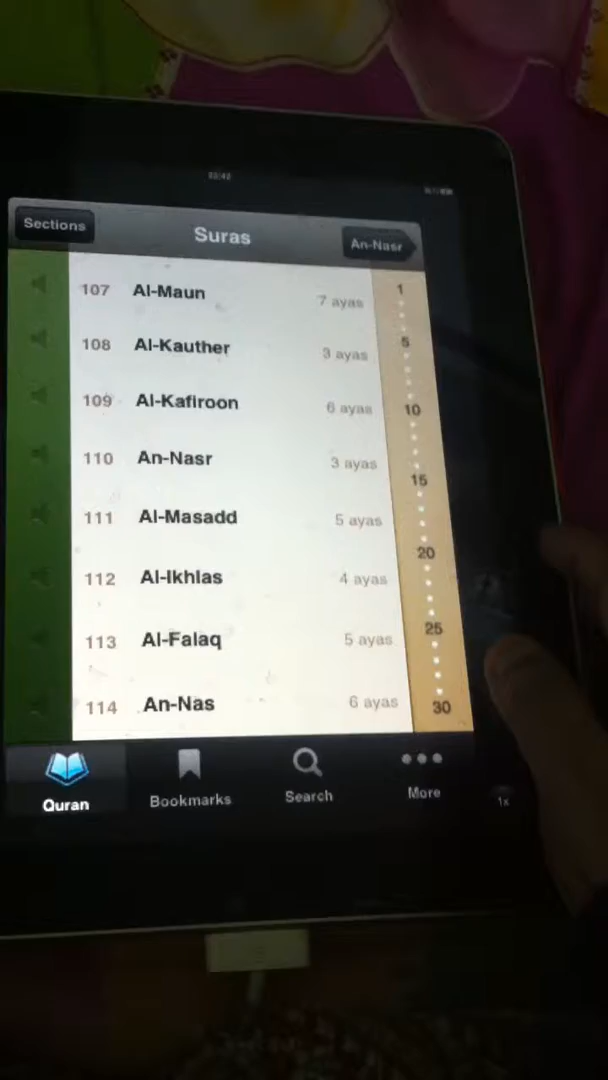 Sections
Suras
An-Nasr
107 Al-Maun 7 ayas
108 Al-Kauther 3 ayas
109 Al-Kafiroon 6 ayas
110 An-Nasr 3 ayas
111 Al-Masadd 5 ayas
112 Al-Ikhlas 4 ayas
113 Al-Falaq 5 ayas
114 An-Nas 6 ayas
1
5
10
15
20
25
30
Quran
Bookmarks
Search
More
1x